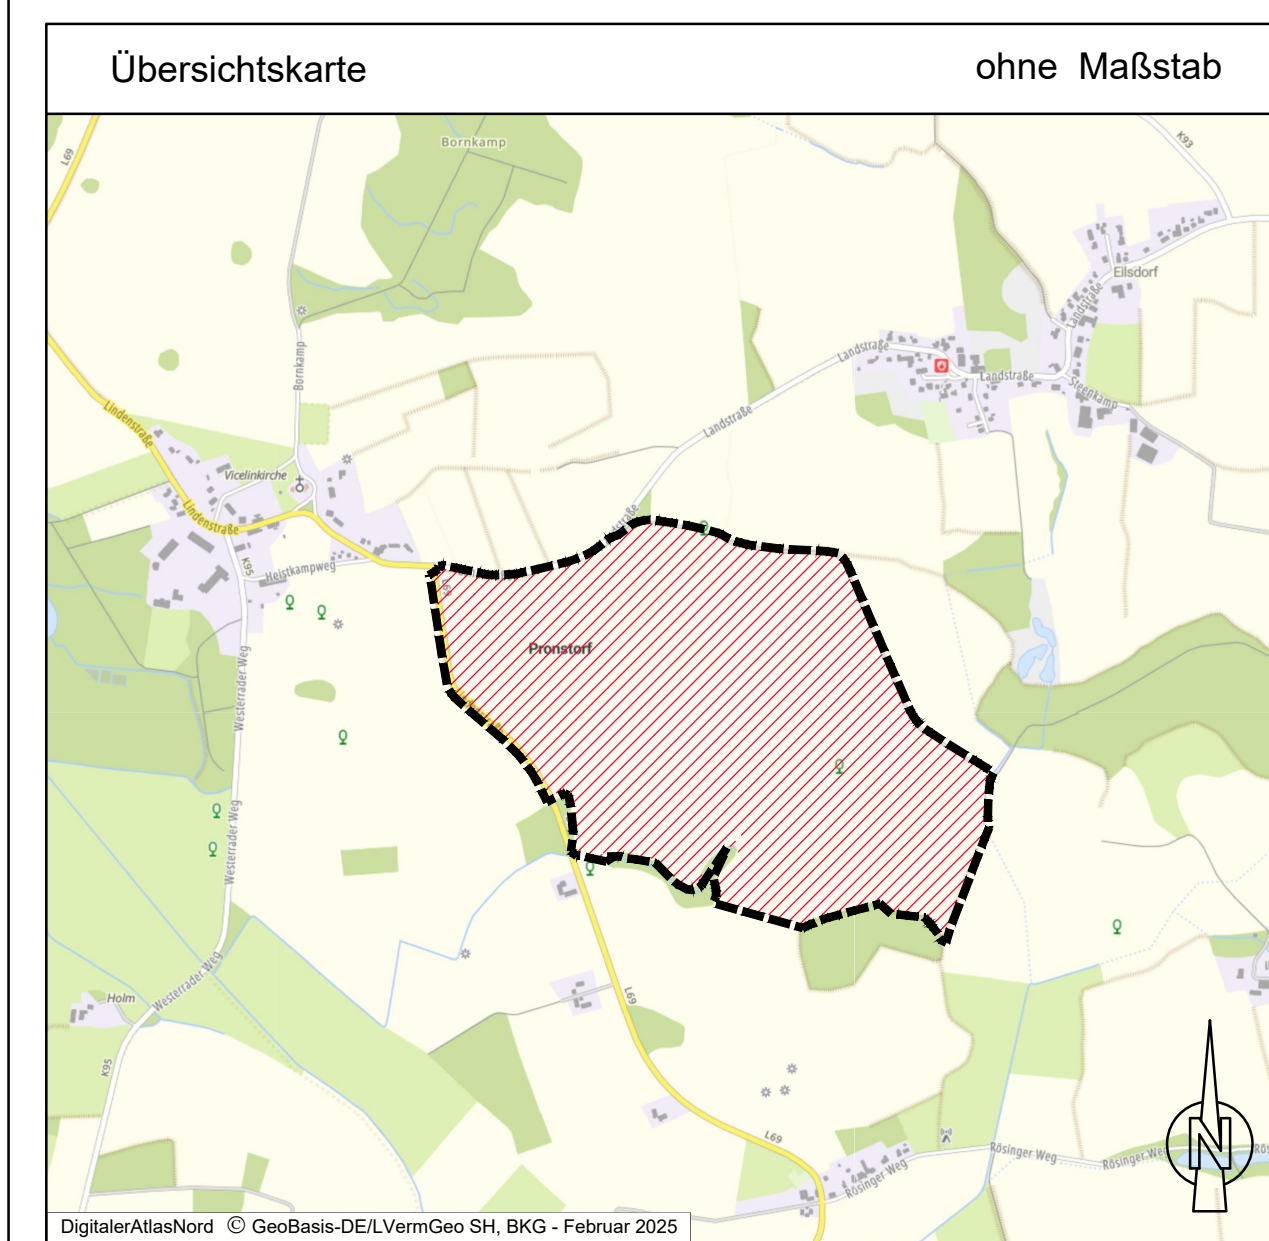 Übersichtskarte
ohne Maßstab
Bornkamp
L69
K93
Eilsdorf
Landstraße
Bornkamp
Landstraße
Landstraße
Steenkamp
Lindenstraße
Landstraße
Vicelinkirche
Lindenstraße
K95
Heistkampweg
L69
Pronstorf
Westerrader Weg
Westerrader Weg
Westerrader Weg
Holm
L69
K95
L69
Rösinger Weg
Rösinger Weg
Rösinger Weg
N
DigitalerAtlasNord © GeoBasis-DE/LVermGeo SH, BKG - Februar 2025